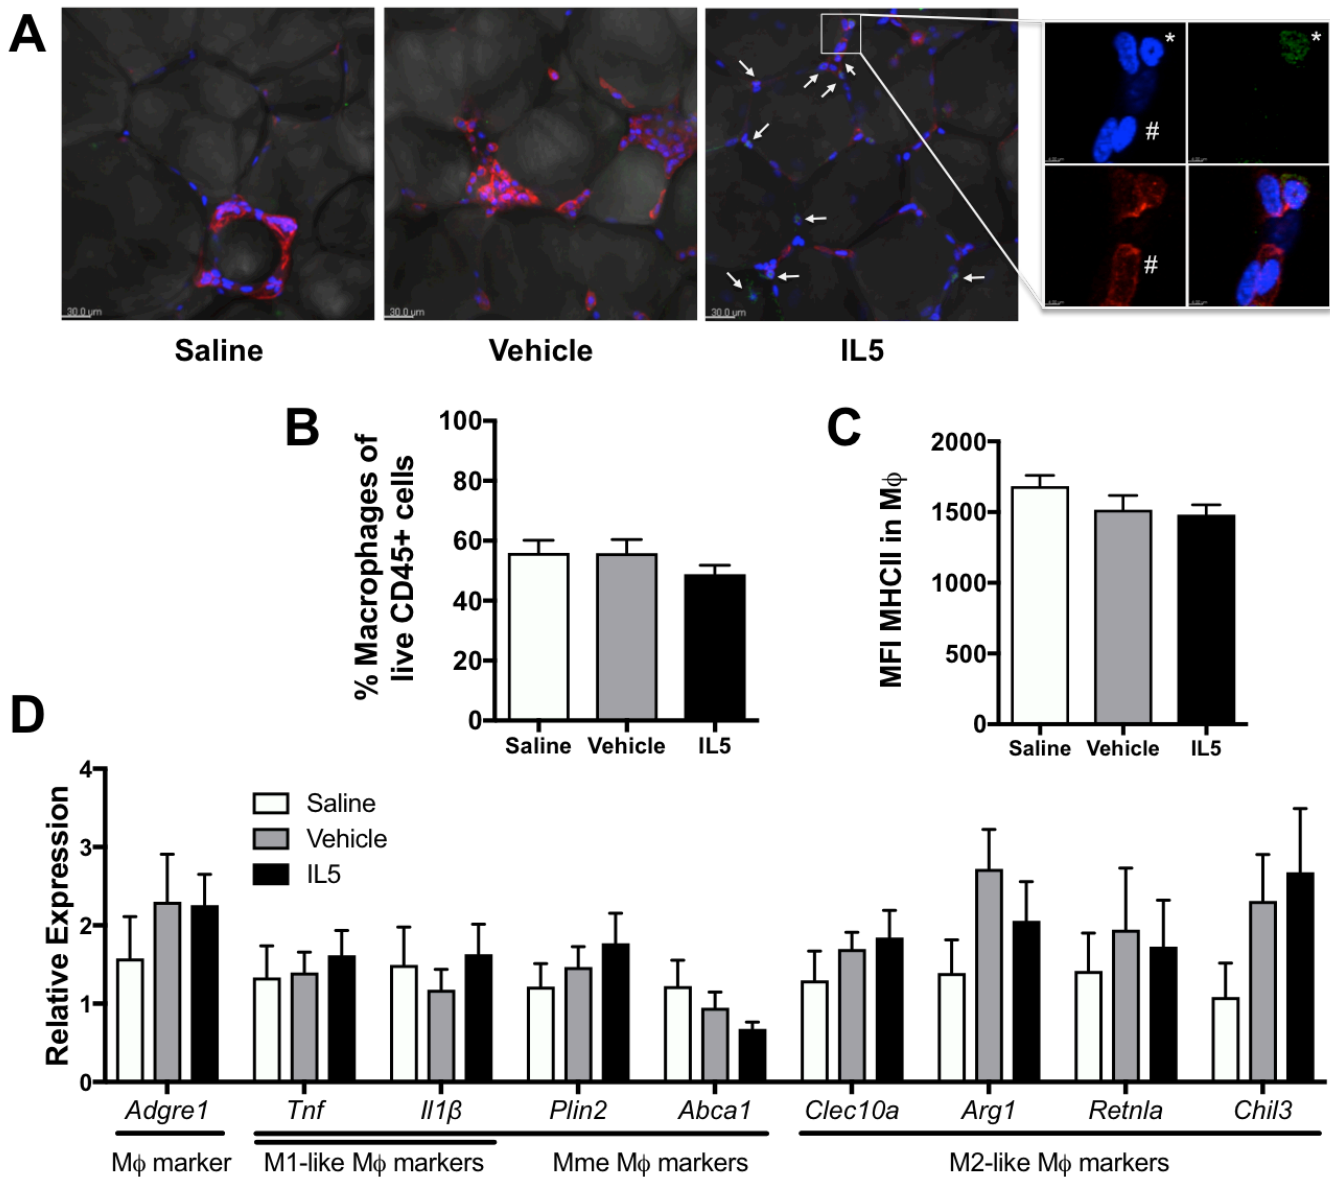 A
30.0 µm
30.0 µm
30.0 µm
*
*
#
#
Saline
Vehicle
IL5
B
% Macrophages of
live CD45+ cells
100
80
60
40
20
0
Saline
Vehicle
IL5
C
MFI MHCII in Mϕ
2000
1500
1000
500
0
Saline
Vehicle
IL5
D
Relative Expression
4
3
2
1
0
Saline
Vehicle
IL5
Adgre1
Tnf
Il1β
Plin2
Abca1
Clec10a
Arg1
Retnla
Chil3
Mϕ marker
M1-like Mϕ markers
Mme Mϕ markers
M2-like Mϕ markers